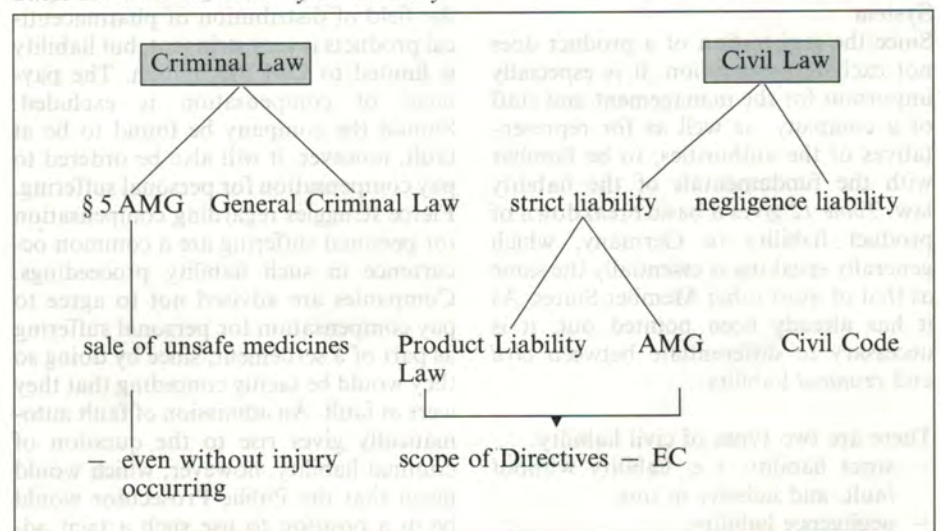 Criminal Law
Civil Law
§ 5 AMG General Criminal Law
strict liability negligence liability
sale of unsafe medicines
Product Liability
Law
AMG
Civil Code
– even without injury
occurring
scope of Directives – EC